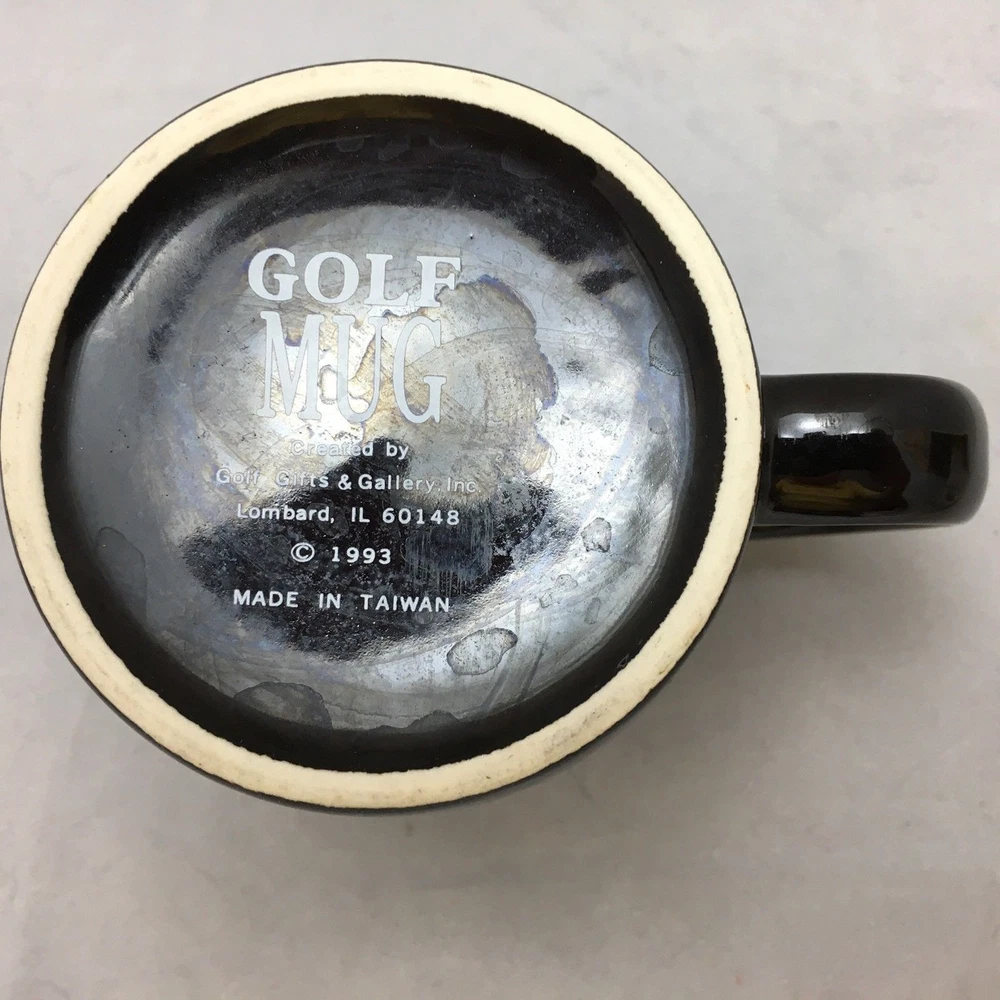 GOLF
MUG
Created by
Golf Gifts & Gallery, Inc.
Lombard, IL 60148
© 1993
MADE IN TAIWAN